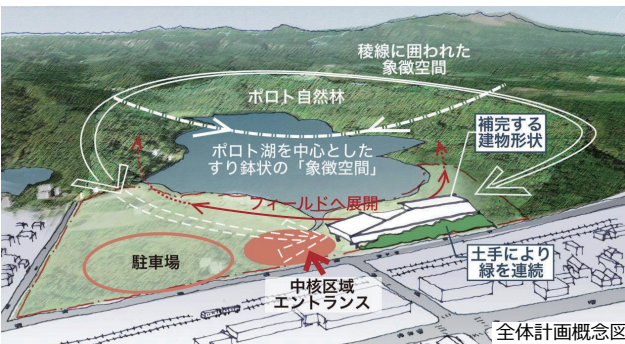 稜線に囲われた
象徴空間
ポロト自然林
補完する
建物形状
ポロト湖を中心とした
すり鉢状の「象徴空間」
フィールドへ展開
駐車場
土手により
緑を連続
中核区域
エントランス
全体計画概念図